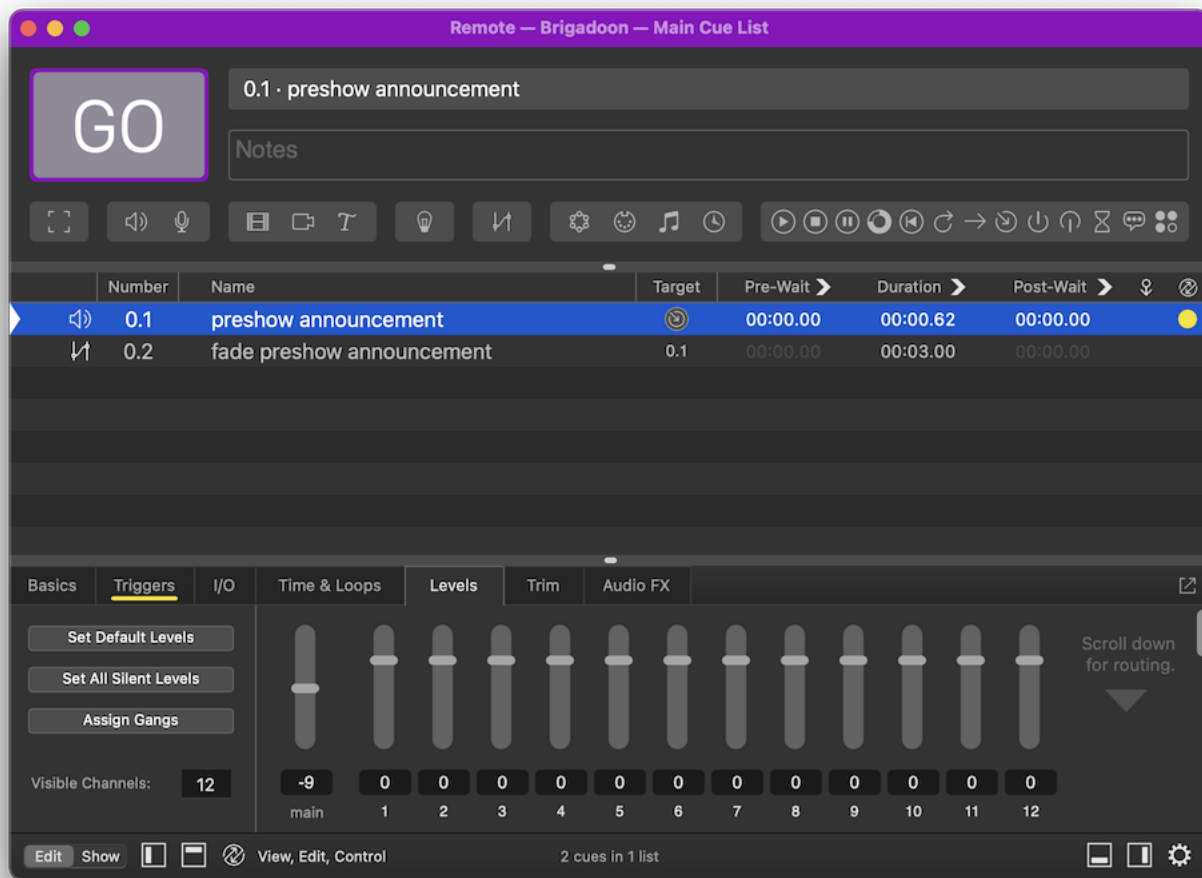 Remote — Brigadoon — Main Cue List
GO
0.1 · preshow announcement
Notes
Number Name Target Pre-Wait Duration Post-Wait
0.1 preshow announcement 00:00.00 00:00.62 00:00.00
0.2 fade preshow announcement 0.1 00:00.00 00:03.00 00:00.00
Basics Triggers I/O Time & Loops Levels Trim Audio FX
Set Default Levels
Set All Silent Levels
Assign Gangs
Scroll down
for routing.
Visible Channels: 12
-9 0 0 0 0 0 0 0 0 0 0 0 0
main 1 2 3 4 5 6 7 8 9 10 11 12
Edit Show View, Edit, Control 2 cues in 1 list